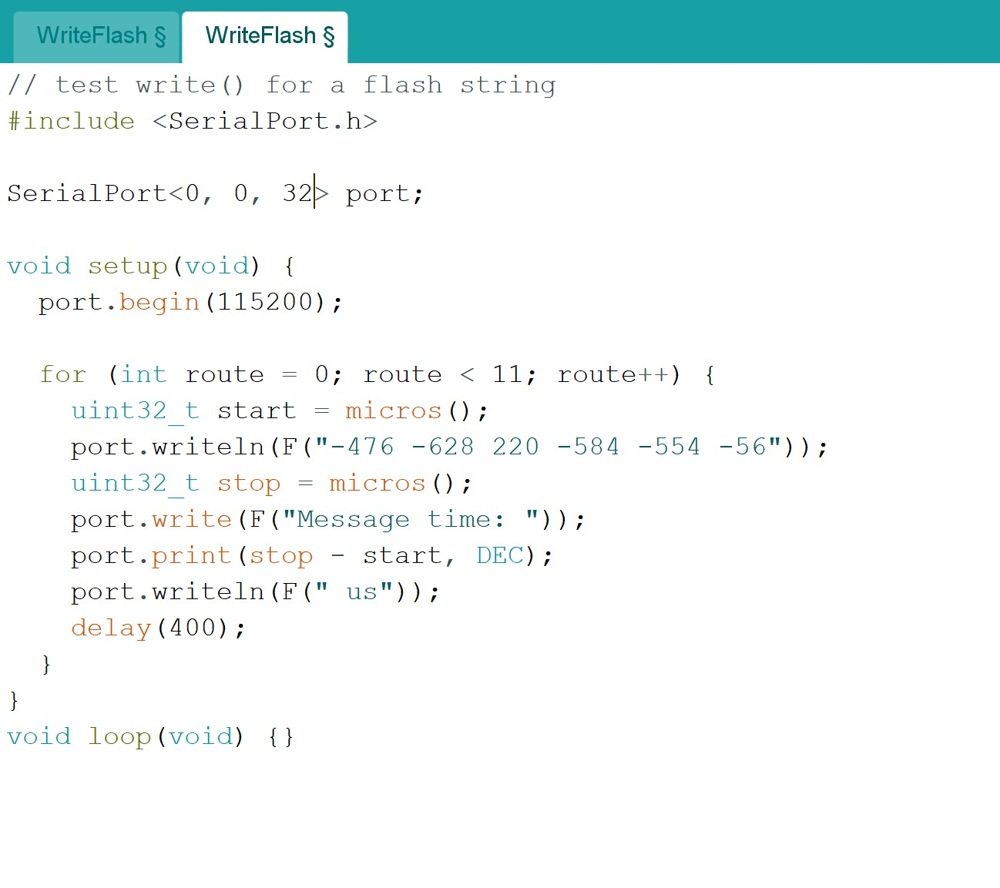 WriteFlash § WriteFlash §
// test write() for a flash string
#include <SerialPort.h>
SerialPort<0, 0, 32> port;
void setup(void) {
  port.begin(115200);
  for (int route = 0; route < 11; route++) {
    uint32_t start = micros();
    port.writeln(F("-476 -628 220 -584 -554 -56"));
    uint32_t stop = micros();
    port.write(F("Message time: "));
    port.print(stop - start, DEC);
    port.writeln(F(" us"));
    delay(400);
  }
}
void loop(void) {}